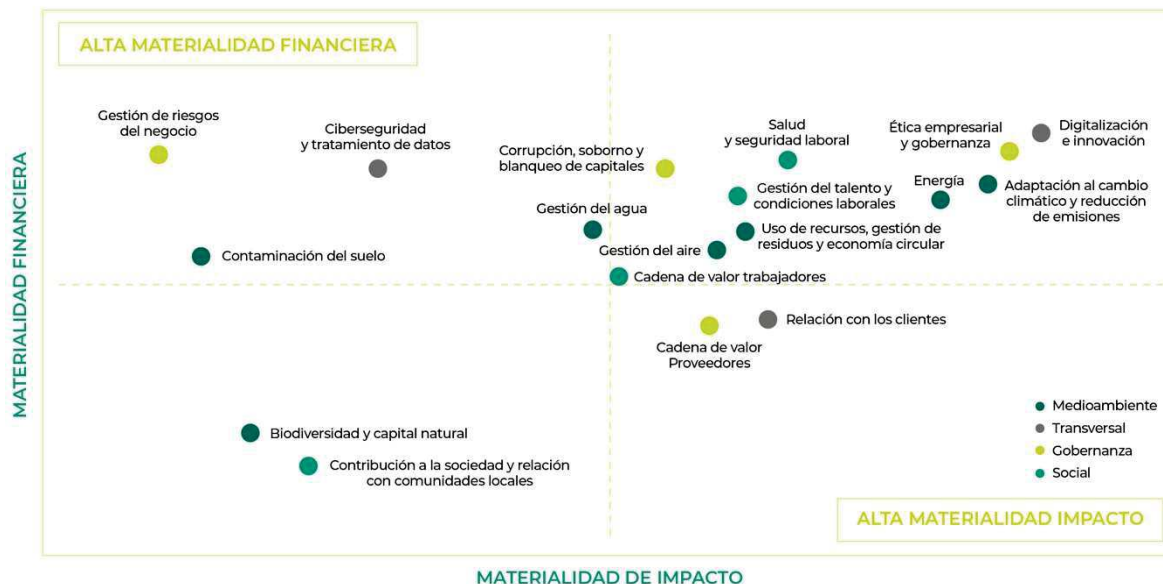 ALTA MATERIALIDAD FINANCIERA
Gestión de riesgos
del negocio
Ciberseguridad
y tratamiento de datos
Corrupción, soborno y
blanqueo de capitales
Salud
y seguridad laboral
Ética empresarial
y gobernanza
Digitalización
e innovación
Gestión del talento y
condiciones laborales
Energía
Adaptación al cambio
climático y reducción
de emisiones
Gestión del agua
Uso de recursos, gestión de
residuos y economía circular
Gestión del aire
Contaminación del suelo
Cadena de valor trabajadores
Relación con los clientes
Cadena de valor
Proveedores
Biodiversidad y capital natural
Contribución a la sociedad y relación
con comunidades locales
Medioambiente
Transversal
Gobernanza
Social
ALTA MATERIALIDAD IMPACTO
MATERIALIDAD FINANCIERA
MATERIALIDAD DE IMPACTO